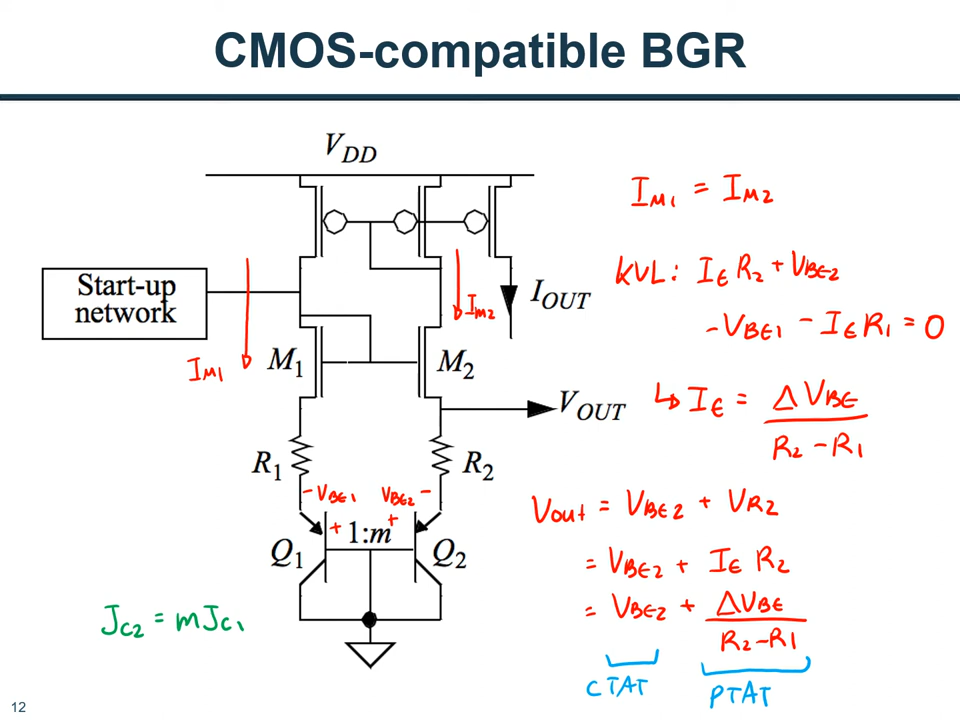 CMOS-compatible BGR
V_DD
I_M1 = I_M2
KVL: I_E R_2 + V_BE2
- V_BE1 - I_E R_1 = 0
Start-up
network
I_M2
I_OUT
I_M1
M_1
M_2
V_OUT
↳ I_E = ΔV_BE / R_2 - R_1
R_1
R_2
- V_BE1 V_BE2 -
+ 1:m +
Q_1
Q_2
V_out = V_BE2 + V_R2
= V_BE2 + I_E R_2
= V_BE2 + ΔV_BE / R_2 - R_1
J_C2 = mJ_C1
CTAT PTAT
12